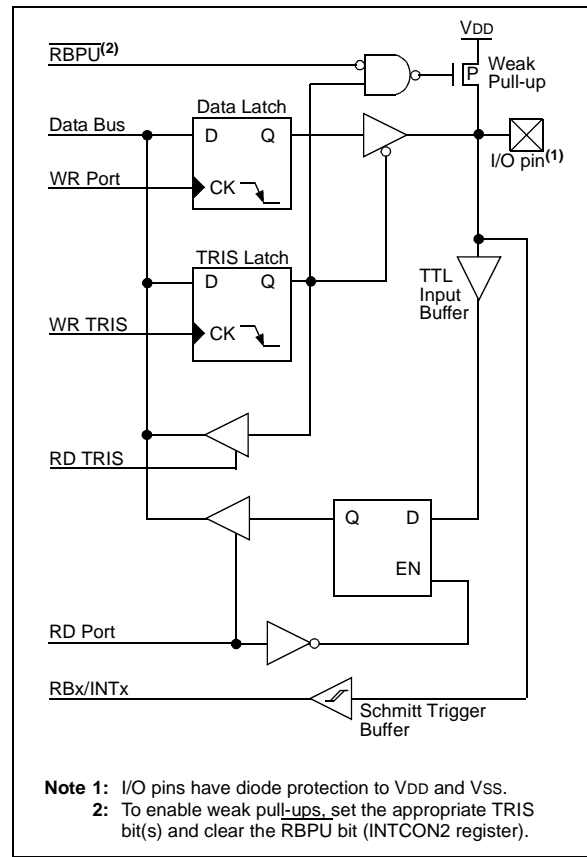 VDD
RBPU(2)
Weak
Pull-up
P
Data Latch
Data Bus
D Q
I/O pin(1)
WR Port
CK
TRIS Latch
D Q
TTL
Input
Buffer
WR TRIS
CK
RD TRIS
Q D
EN
RD Port
RBx/INTx
Schmitt Trigger
Buffer
Note 1: I/O pins have diode protection to VDD and VSS.
2: To enable weak pull-ups, set the appropriate TRIS
bit(s) and clear the RBPU bit (INTCON2 register).